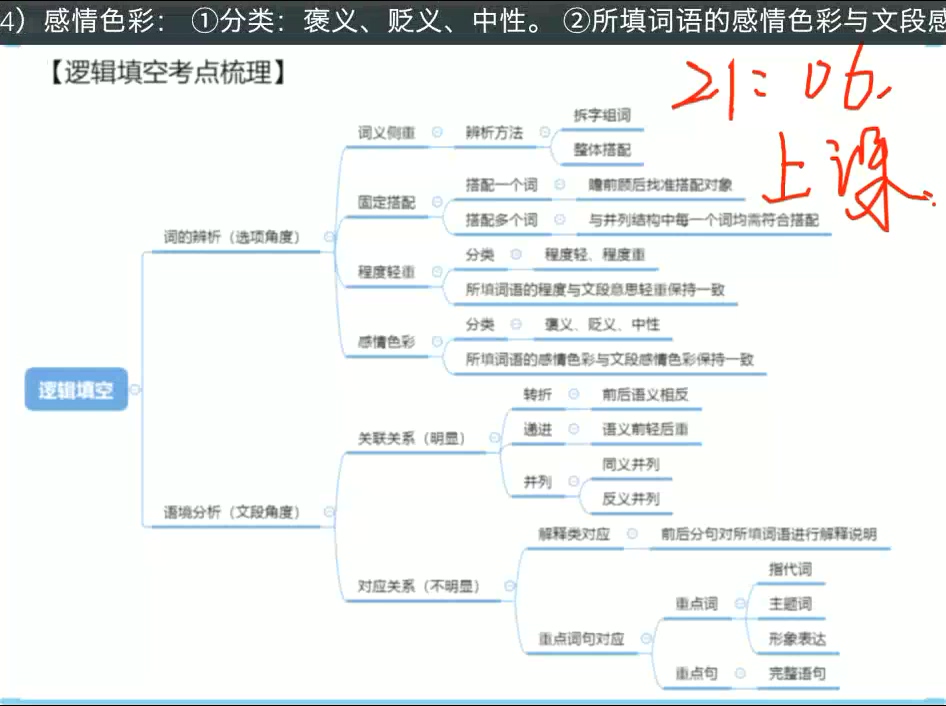 4）感情色彩： ①分类：褒义、贬义、中性。 ②所填词语的感情色彩与文段感
【逻辑填空考点梳理】
21：06.
上课.
逻辑填空
词的辨析（选项角度）
词义侧重
辨析方法
拆字组词
整体搭配
固定搭配
搭配一个词
瞻前顾后找准搭配对象
搭配多个词
与并列结构中每一个词均需符合搭配
程度轻重
分类
程度轻、程度重
所填词语的程度与文段意思轻重保持一致
感情色彩
分类
褒义、贬义、中性
所填词语的感情色彩与文段感情色彩保持一致
语境分析（文段角度）
关联关系（明显）
转折
前后语义相反
递进
语义前轻后重
并列
同义并列
反义并列
对应关系（不明显）
解释类对应
前后分句对所填词语进行解释说明
重点词句对应
重点词
指代词
主题词
形象表达
重点句
完整语句